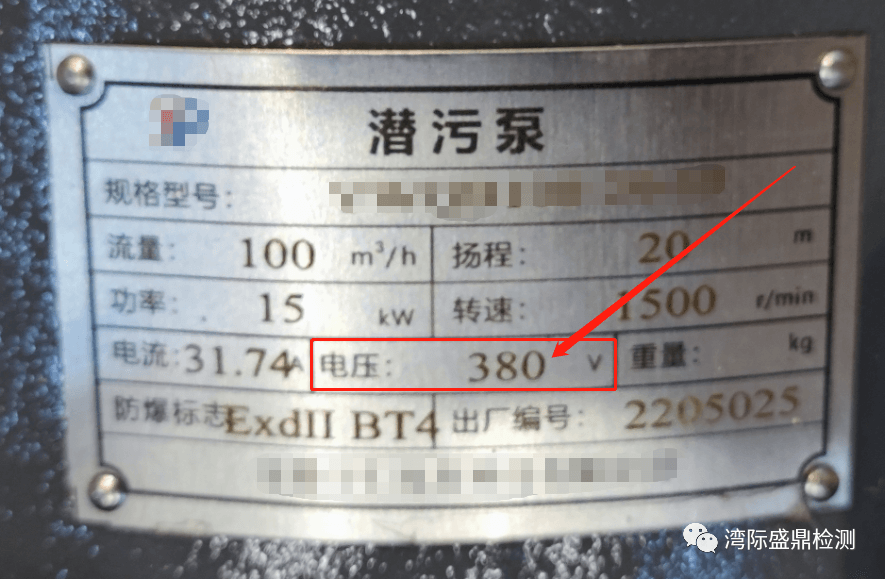 潜污泵
规格型号:
流量: 100 m³/h 扬程: 20 m
功率: 15 kW 转速: 1500 r/min
电流: 31.74 A 电压: 380 V 重量: kg
防爆标志 ExdII BT4 出厂编号: 2205025
湾际盛鼎检测